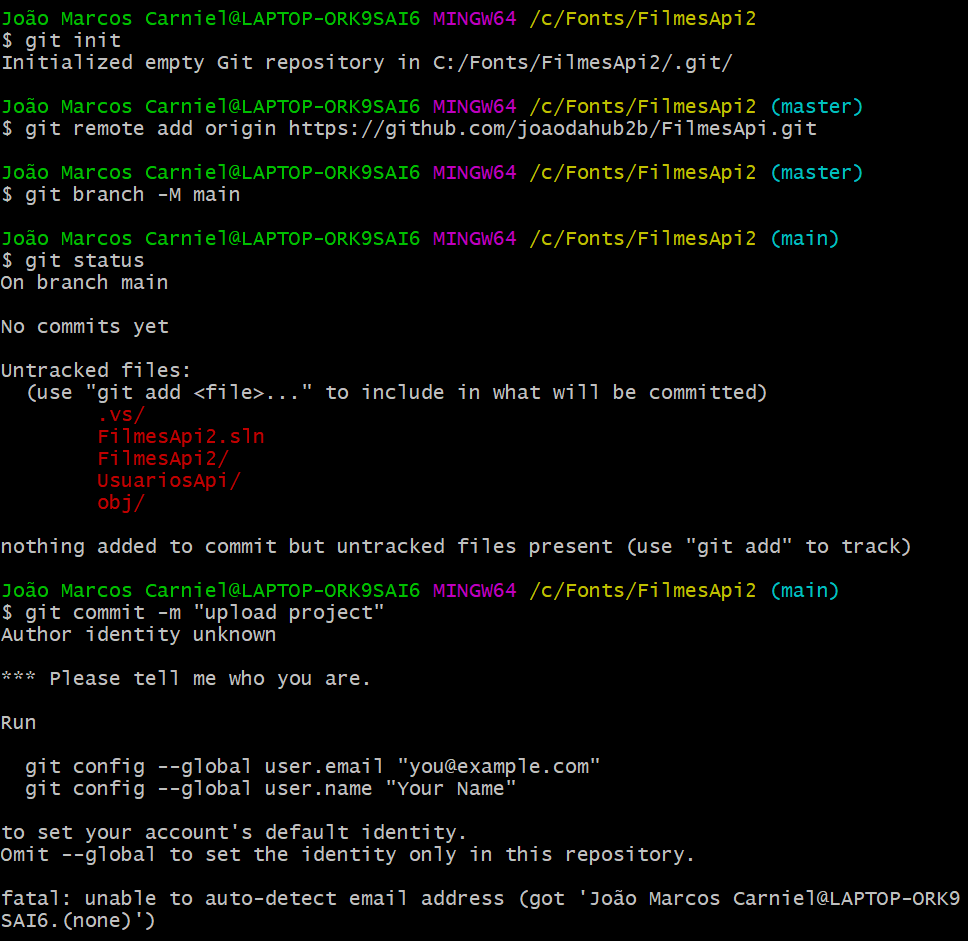 João Marcos Carniel@LAPTOP-ORK9SAI6 MINGW64 /c/Fonts/FilmesApi2
$ git init
Initialized empty Git repository in C:/Fonts/FilmesApi2/.git/
João Marcos Carniel@LAPTOP-ORK9SAI6 MINGW64 /c/Fonts/FilmesApi2 (master)
$ git remote add origin https://github.com/joaodahub2b/FilmesApi.git
João Marcos Carniel@LAPTOP-ORK9SAI6 MINGW64 /c/Fonts/FilmesApi2 (master)
$ git branch -M main
João Marcos Carniel@LAPTOP-ORK9SAI6 MINGW64 /c/Fonts/FilmesApi2 (main)
$ git status
On branch main
No commits yet
Untracked files:
  (use "git add <file>..." to include in what will be committed)
        .vs/
        FilmesApi2.sln
        FilmesApi2/
        UsuariosApi/
        obj/
nothing added to commit but untracked files present (use "git add" to track)
João Marcos Carniel@LAPTOP-ORK9SAI6 MINGW64 /c/Fonts/FilmesApi2 (main)
$ git commit -m "upload project"
Author identity unknown
*** Please tell me who you are.
Run
  git config --global user.email "you@example.com"
  git config --global user.name "Your Name"
to set your account's default identity.
Omit --global to set the identity only in this repository.
fatal: unable to auto-detect email address (got 'João Marcos Carniel@LAPTOP-ORK9
SAI6.(none)')